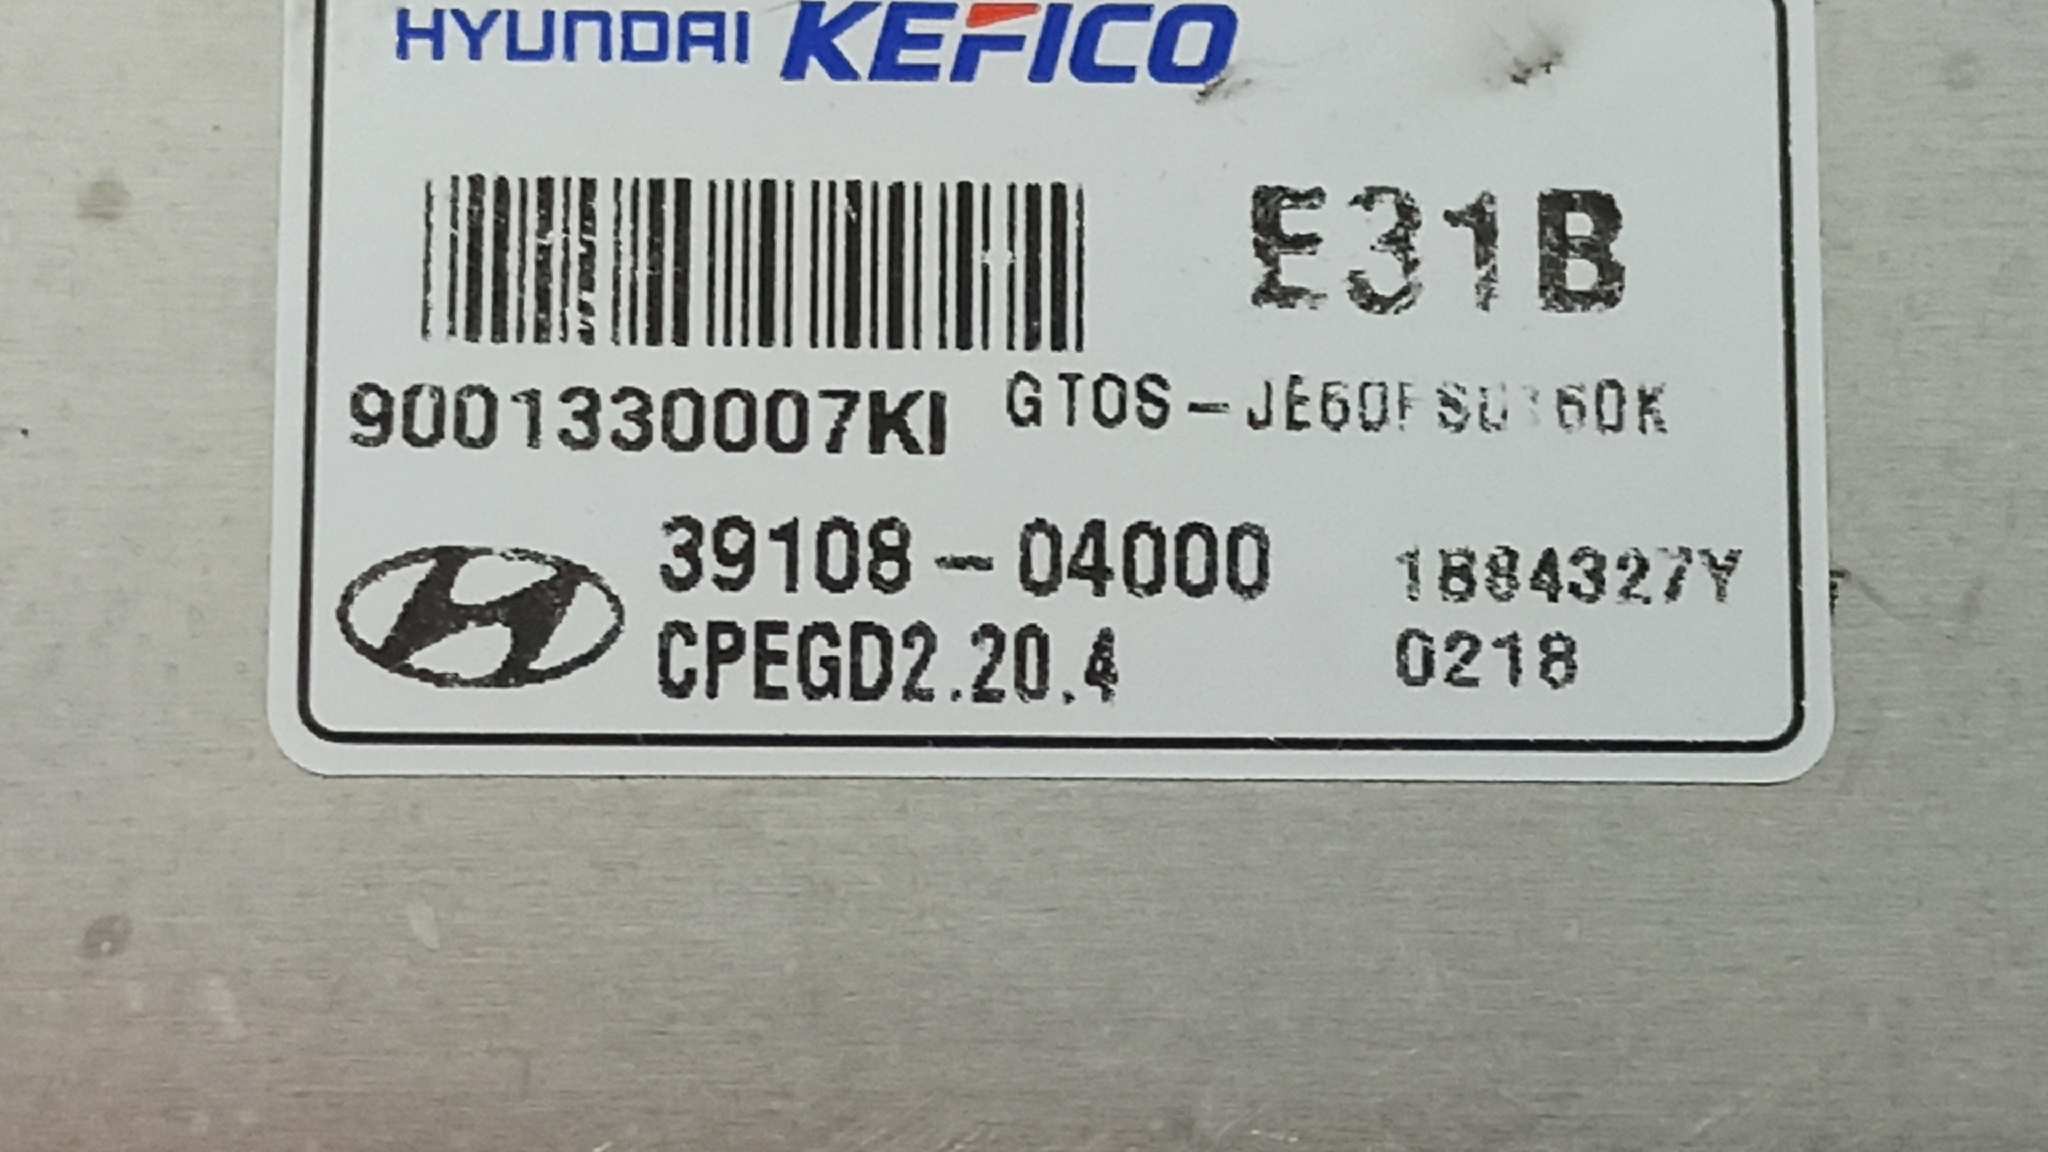 HYUNDAI KEFICO
E31B
9001330007KI
39108-04000
CPEGD2.20.4
0218